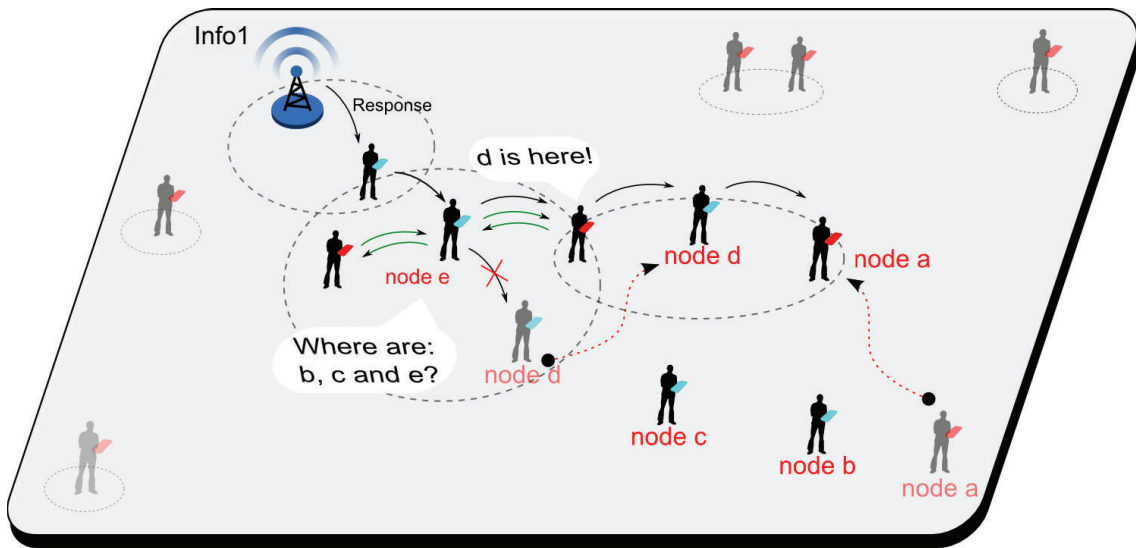 Info1
Response
d is here!
node e
node d
node a
Where are:
b, c and e?
node d
node c
node b
node a